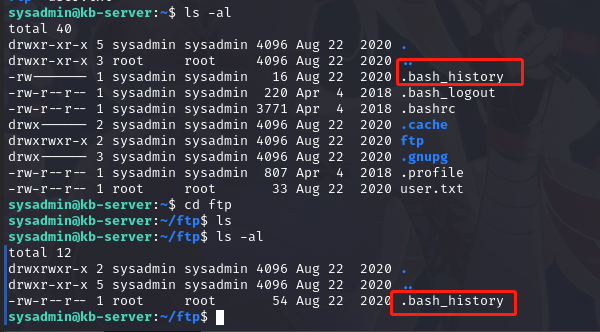 sysadmin@kb-server:~$ ls -al
total 40
drwxr-xr-x 5 sysadmin sysadmin 4096 Aug 22  2020 .
drwxr-xr-x 3 root     root     4096 Aug 22  2020 ..
-rw------- 1 sysadmin sysadmin   16 Aug 22  2020 .bash_history
-rw-r--r-- 1 sysadmin sysadmin  220 Apr  4  2018 .bash_logout
-rw-r--r-- 1 sysadmin sysadmin 3771 Apr  4  2018 .bashrc
drwx------ 2 sysadmin sysadmin 4096 Aug 22  2020 .cache
drwxrwxr-x 2 sysadmin sysadmin 4096 Aug 22  2020 ftp
drwx------ 3 sysadmin sysadmin 4096 Aug 22  2020 .gnupg
-rw-r--r-- 1 sysadmin sysadmin  807 Apr  4  2018 .profile
-rw-r--r-- 1 root     root       33 Aug 22  2020 user.txt
sysadmin@kb-server:~$ cd ftp
sysadmin@kb-server:~/ftp$ ls
sysadmin@kb-server:~/ftp$ ls -al
total 12
drwxrwxr-x 2 sysadmin sysadmin 4096 Aug 22  2020 .
drwxr-xr-x 5 sysadmin sysadmin 4096 Aug 22  2020 ..
-rw-r--r-- 1 root     root       54 Aug 22  2020 .bash_history
sysadmin@kb-server:~/ftp$